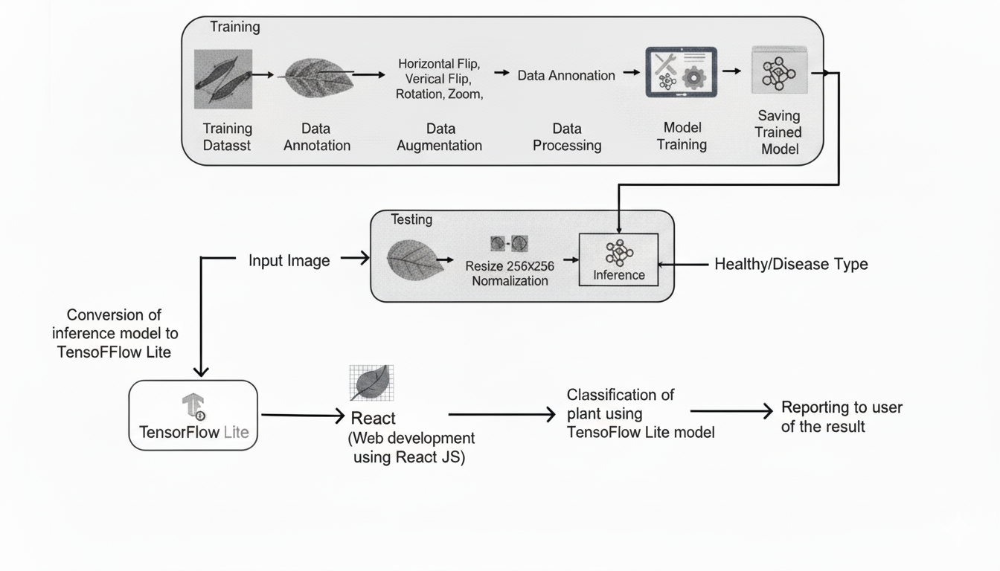 Training
Horizontal Flip,
Verical Flip,
Rotation, Zoom,
Data Annonation
Training
Datasst
Data
Annotation
Data
Augmentation
Data
Processing
Model
Training
Saving
Trained
Model
Testing
Input Image
Resize 256X256
Normalization
Inference
Healthy/Disease Type
Conversion of
inference model to
TensoFFlow Lite
TensorFlow Lite
React
(Web development
using React JS)
Classification of
plant using
TensoFlow Lite model
Reporting to user
of the result